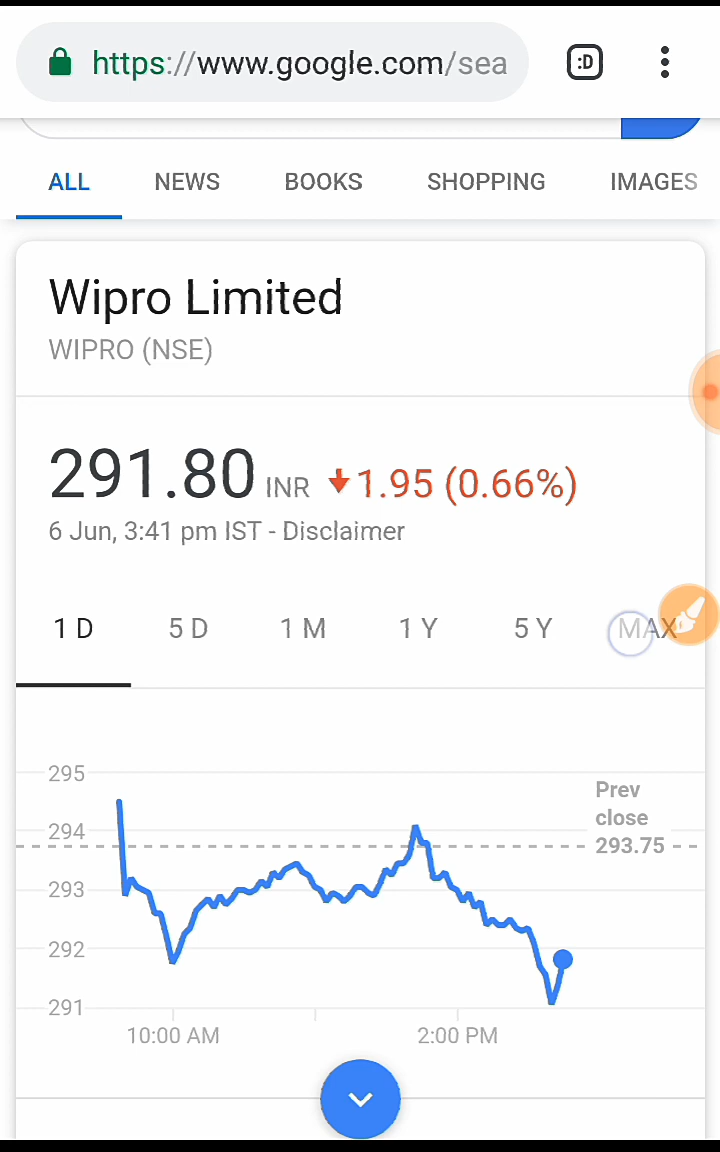 https://www.google.com/sea
:D
ALL NEWS BOOKS SHOPPING IMAGES
Wipro Limited
WIPRO (NSE)
291.80 INR 1.95 (0.66%)
6 Jun, 3:41 pm IST - Disclaimer
1 D 5 D 1 M 1 Y 5 Y MAX
295
Prev
close
294
293.75
293
292
291
10:00 AM 2:00 PM